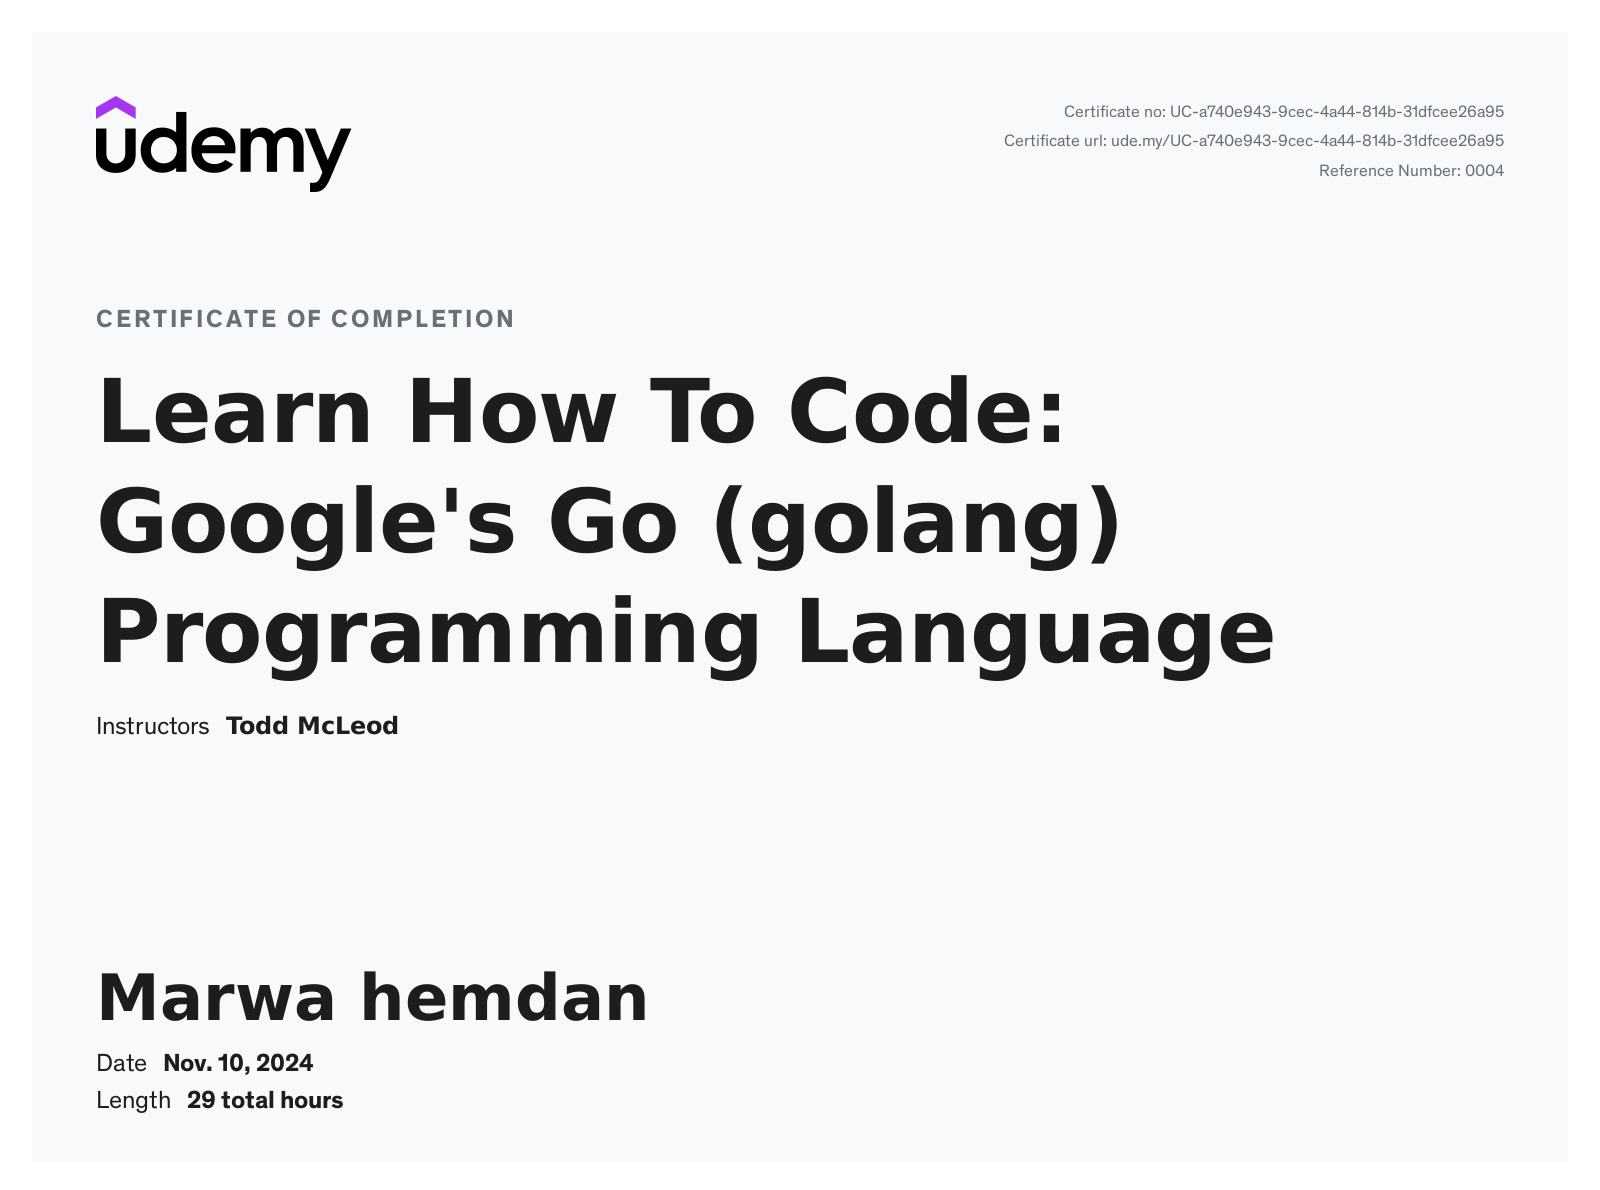 udemy
Certificate no: UC-a740e943-9cec-4a44-814b-31dfcee26a95
Certificate url: ude.my/UC-a740e943-9cec-4a44-814b-31dfcee26a95
Reference Number: 0004
CERTIFICATE OF COMPLETION
Learn How To Code:
Google's Go (golang)
Programming Language
Instructors Todd McLeod
Marwa hemdan
Date Nov. 10, 2024
Length 29 total hours